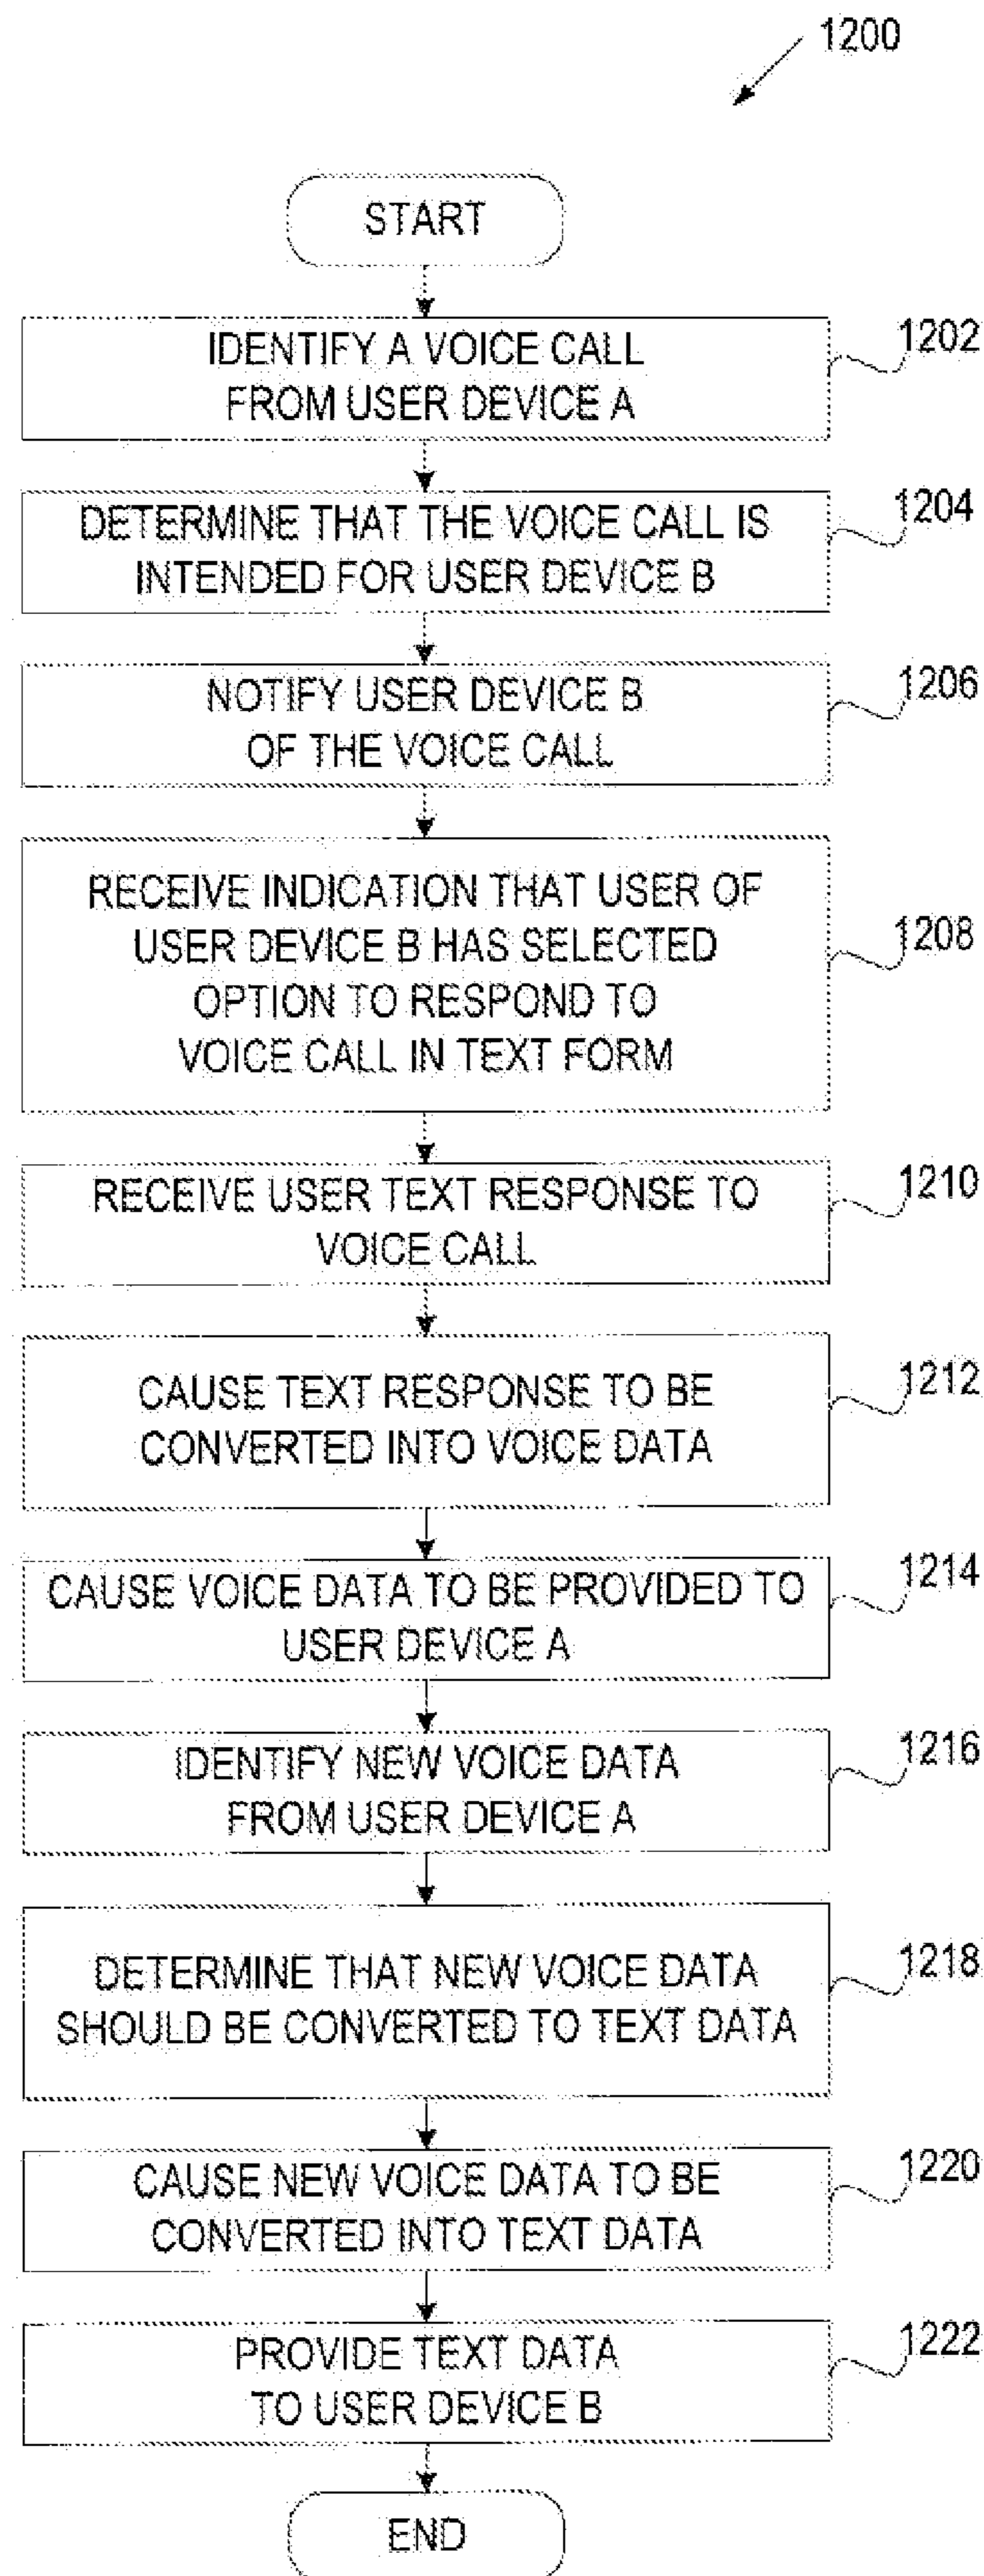 1200
START
IDENTIFY A VOICE CALL
FROM USER DEVICE A
1202
DETERMINE THAT THE VOICE CALL IS
INTENDED FOR USER DEVICE B
1204
NOTIFY USER DEVICE B
OF THE VOICE CALL
1206
RECEIVE INDICATION THAT USER OF
USER DEVICE B HAS SELECTED
OPTION TO RESPOND TO
VOICE CALL IN TEXT FORM
1208
RECEIVE USER TEXT RESPONSE TO
VOICE CALL
1210
CAUSE TEXT RESPONSE TO BE
CONVERTED INTO VOICE DATA
1212
CAUSE VOICE DATA TO BE PROVIDED TO
USER DEVICE A
1214
IDENTIFY NEW VOICE DATA
FROM USER DEVICE A
1216
DETERMINE THAT NEW VOICE DATA
SHOULD BE CONVERTED TO TEXT DATA
1218
CAUSE NEW VOICE DATA TO BE
CONVERTED INTO TEXT DATA
1220
PROVIDE TEXT DATA
TO USER DEVICE B
1222
END